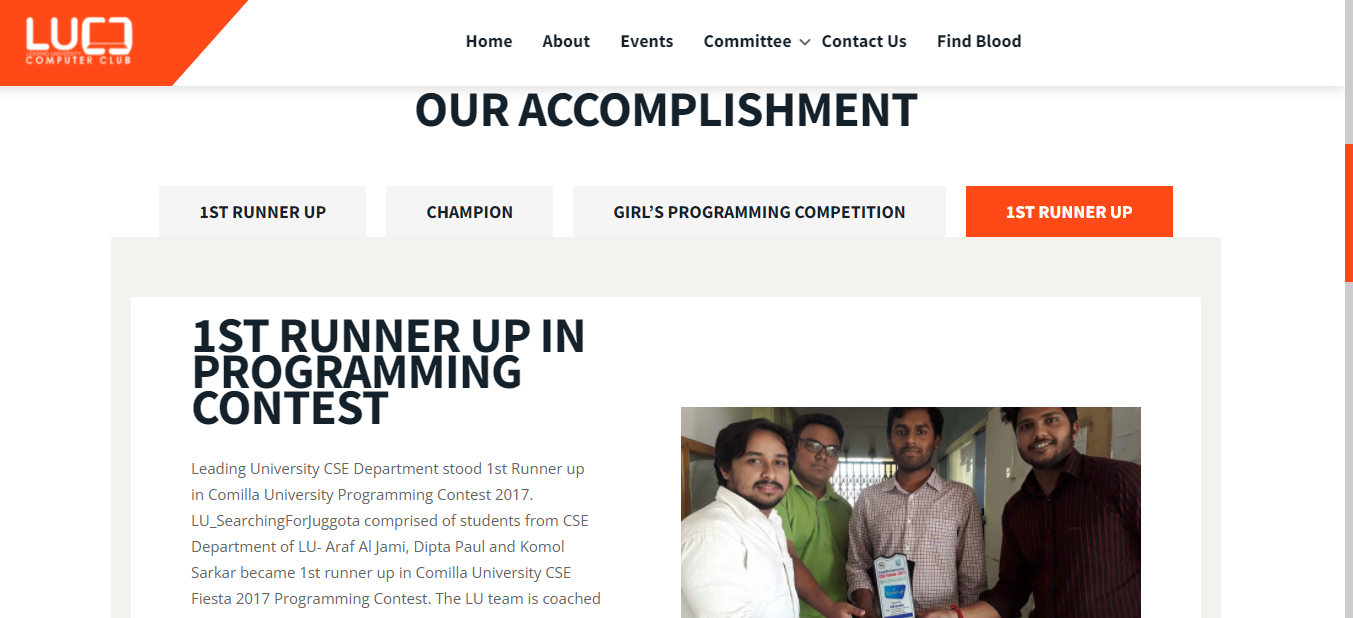 LUCC
LEADING UNIVERSITY
COMPUTER CLUB
Home About Events Committee Contact Us Find Blood
OUR ACCOMPLISHMENT
1ST RUNNER UP CHAMPION GIRL’S PROGRAMMING COMPETITION 1ST RUNNER UP
1ST RUNNER UP IN
PROGRAMMING
CONTEST
Leading University CSE Department stood 1st Runner up
in Comilla University Programming Contest 2017.
LU_SearchingForJuggota comprised of students from CSE
Department of LU- Araf Al Jami, Dipta Paul and Komol
Sarkar became 1st runner up in Comilla University CSE
Fiesta 2017 Programming Contest. The LU team is coached